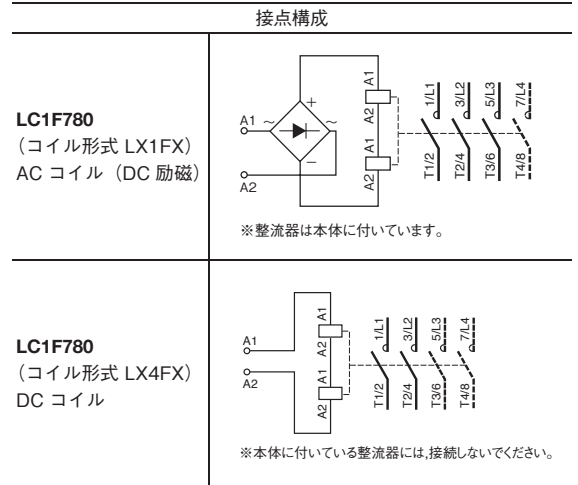 接点構成
LC1F780
（コイル形式 LX1FX）
AC コイル（DC 励磁）
A1
~
+
~
−
A2
A1
A2
A1
A2
1/L1
3/L2
5/L3
7/L4
T1/2
T2/4
T3/6
T4/8
※整流器は本体に付いています。
LC1F780
（コイル形式 LX4FX）
DC コイル
A1
A2
A1
A2
A1
A2
1/L1
3/L2
5/L3
7/L4
T1/2
T2/4
T3/6
T4/8
※本体に付いている整流器には,接続しないでください。